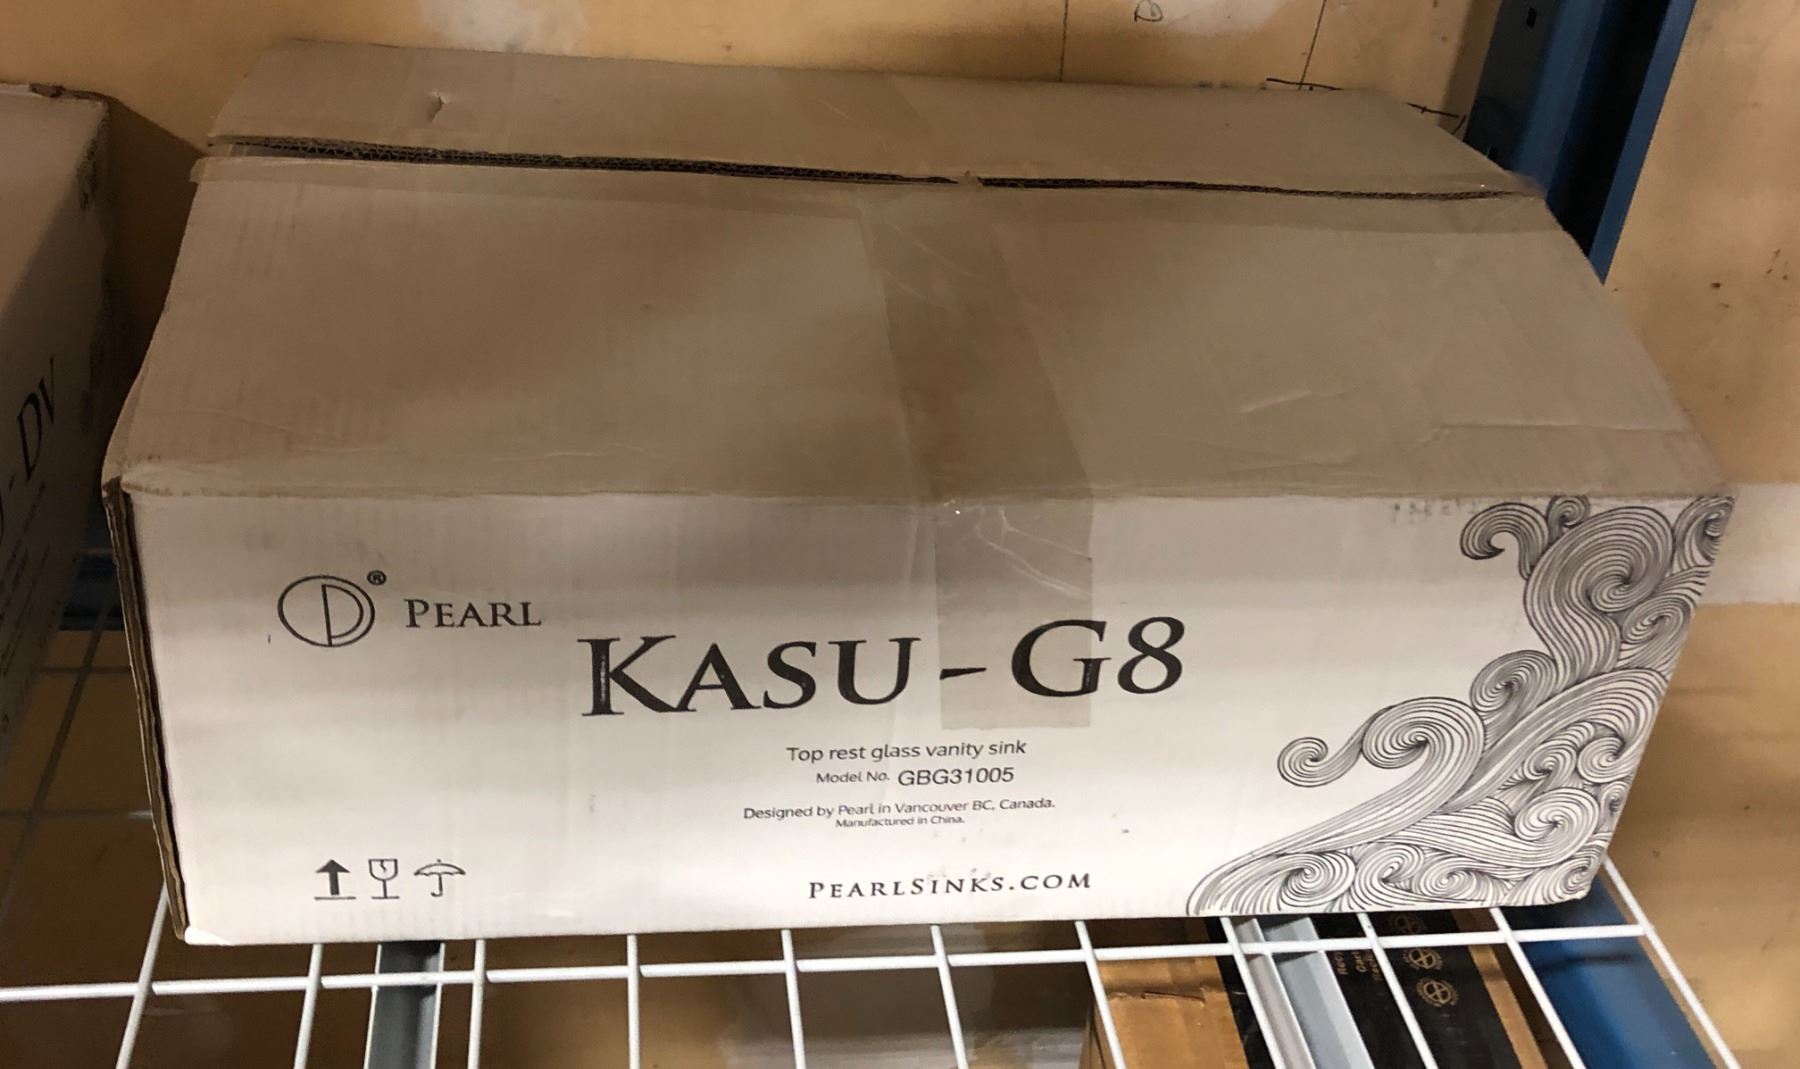 ® PEARL
KASU - G8
Top rest glass vanity sink
Model No. GBG31005
Designed by Pearl in Vancouver BC, Canada.
Manufactured in China.
PEARLSINKS.COM
- DV